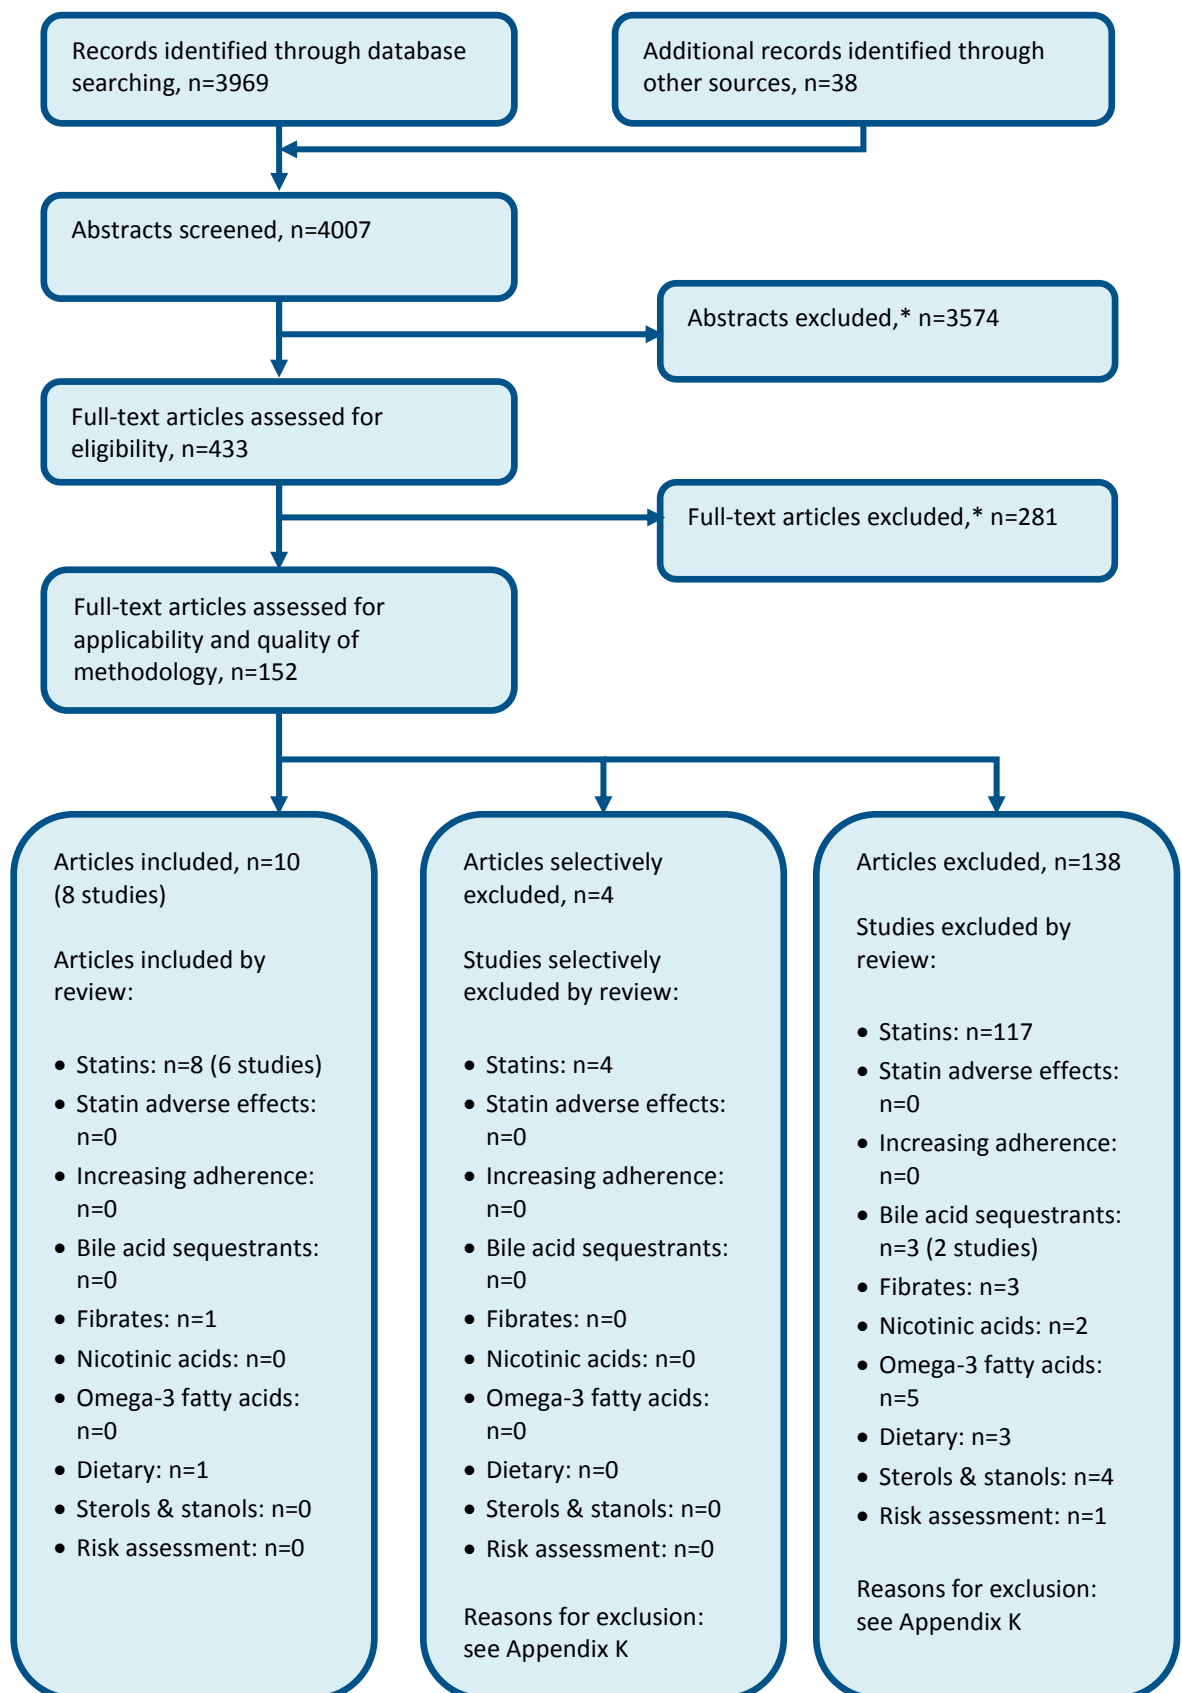 Records identified through database
searching, n=3969
Additional records identified through
other sources, n=38
Abstracts screened, n=4007
Abstracts excluded,* n=3574
Full-text articles assessed for
eligibility, n=433
Full-text articles excluded,* n=281
Full-text articles assessed for
applicability and quality of
methodology, n=152
Articles included, n=10
(8 studies)
Articles included by
review:
• Statins: n=8 (6 studies)
• Statin adverse effects:
n=0
• Increasing adherence:
n=0
• Bile acid sequestrants:
n=0
• Fibrates: n=1
• Nicotinic acids: n=0
• Omega-3 fatty acids:
n=0
• Dietary: n=1
• Sterols & stanols: n=0
• Risk assessment: n=0
Articles selectively
excluded, n=4
Studies selectively
excluded by review:
• Statins: n=4
• Statin adverse effects:
n=0
• Increasing adherence:
n=0
• Bile acid sequestrants:
n=0
• Fibrates: n=0
• Nicotinic acids: n=0
• Omega-3 fatty acids:
n=0
• Dietary: n=0
• Sterols & stanols: n=0
• Risk assessment: n=0
Reasons for exclusion:
see Appendix K
Articles excluded, n=138
Studies excluded by
review:
• Statins: n=117
• Statin adverse effects:
n=0
• Increasing adherence:
n=0
• Bile acid sequestrants:
n=3 (2 studies)
• Fibrates: n=3
• Nicotinic acids: n=2
• Omega-3 fatty acids:
n=5
• Dietary: n=3
• Sterols & stanols: n=4
• Risk assessment: n=1
Reasons for exclusion:
see Appendix K